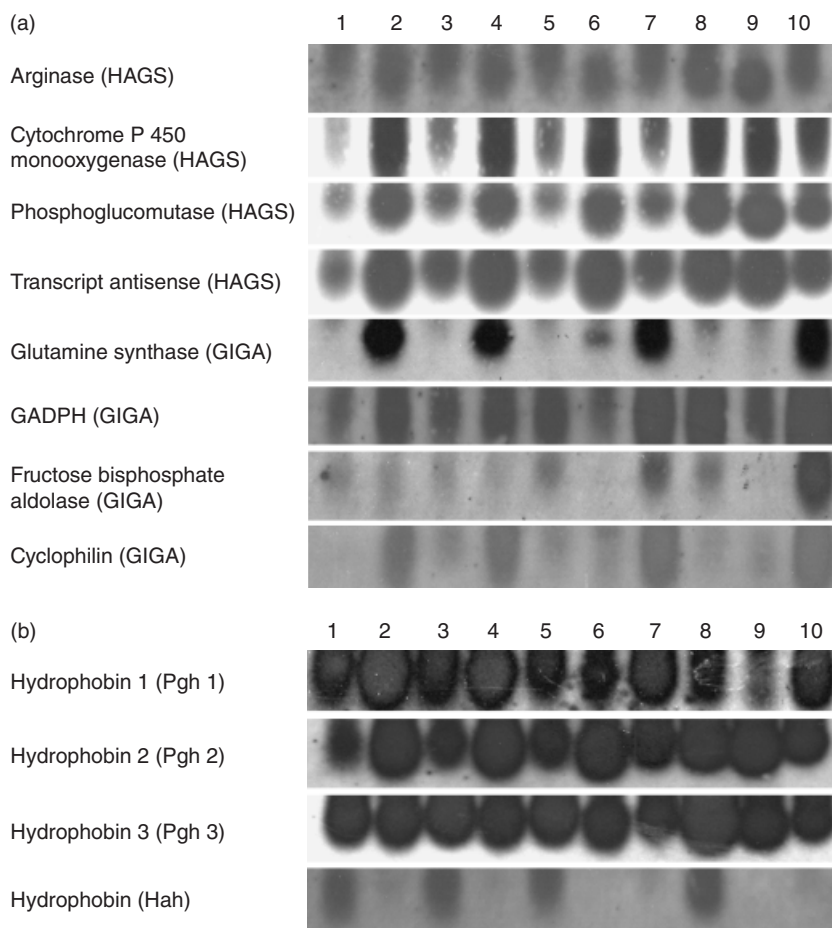 (a) 1 2 3 4 5 6 7 8 9 10
Arginase (HAGS)
Cytochrome P 450
monooxygenase (HAGS)
Phosphoglucomutase (HAGS)
Transcript antisense (HAGS)
Glutamine synthase (GIGA)
GADPH (GIGA)
Fructose bisphosphate
aldolase (GIGA)
Cyclophilin (GIGA)
(b) 1 2 3 4 5 6 7 8 9 10
Hydrophobin 1 (Pgh 1)
Hydrophobin 2 (Pgh 2)
Hydrophobin 3 (Pgh 3)
Hydrophobin (Hah)